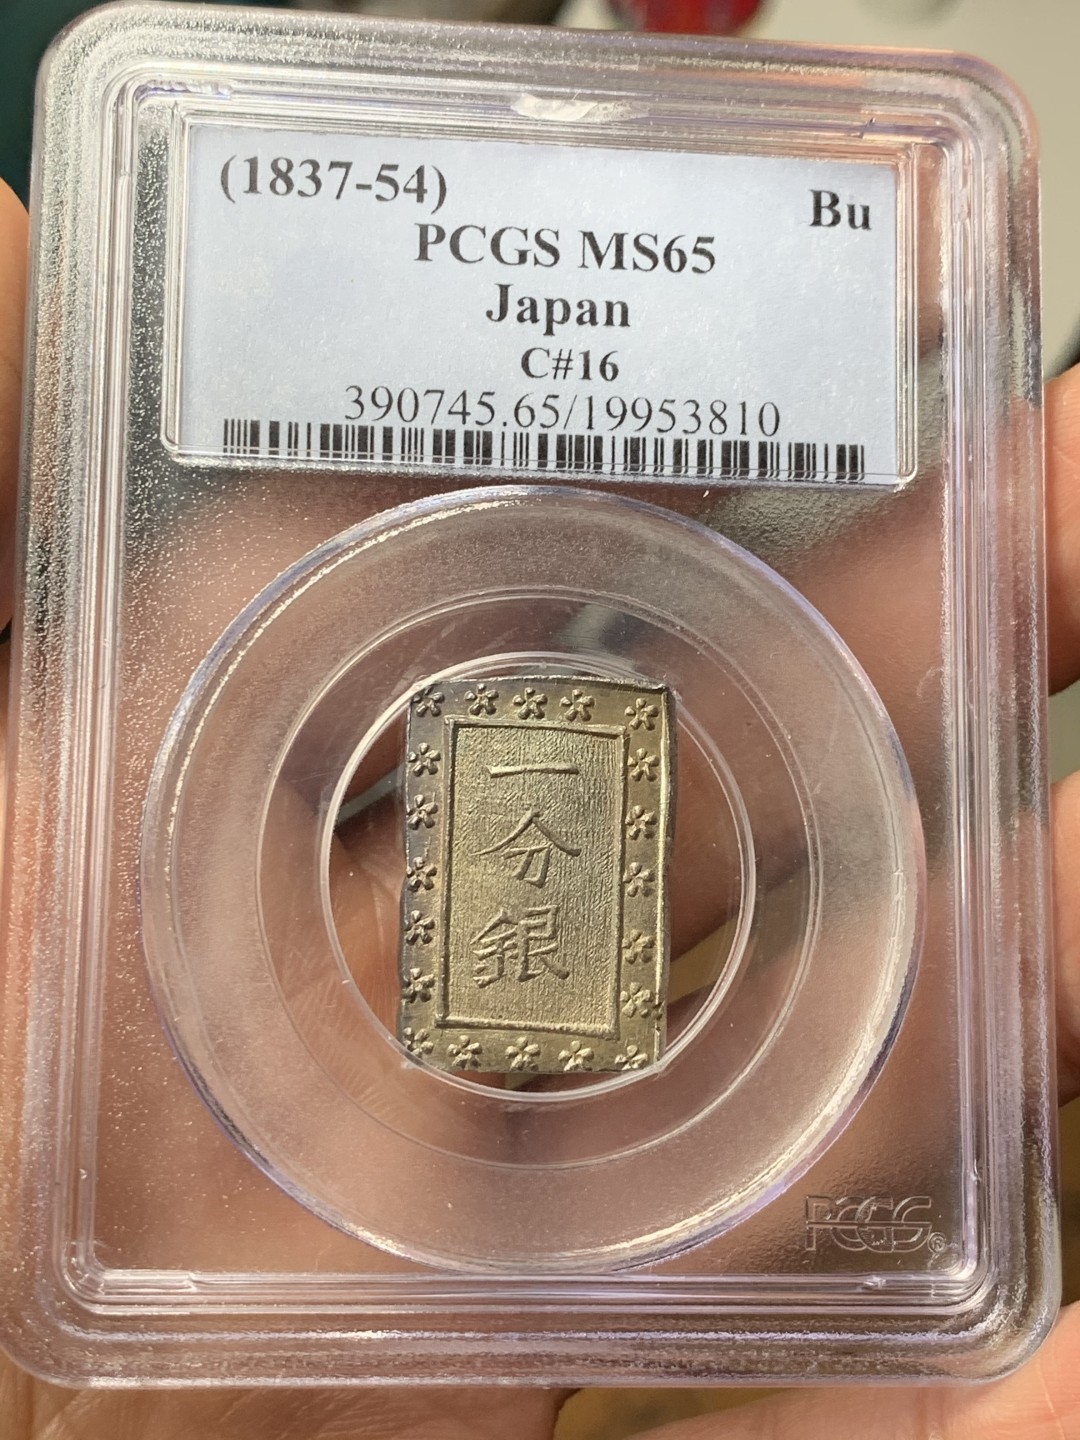 (1837-54)
Bu
PCGS MS65
Japan
C#16
390745.65/19953810
一
分
銀
PCGS